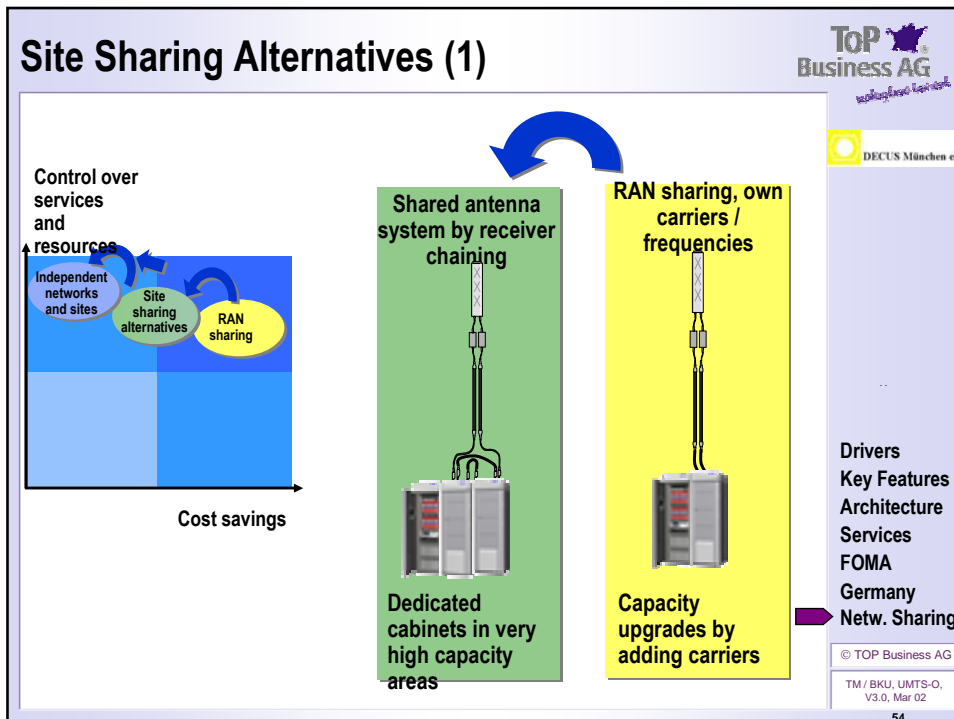 Site Sharing Alternatives (1)
ToP
Business AG
DECUS München e
Control over
services
and
resources
Independent
networks
and sites
Site
sharing
alternatives
RAN
sharing
Cost savings
Shared antenna
system by receiver
chaining
Dedicated
cabinets in very
high capacity
areas
RAN sharing, own
carriers /
frequencies
Capacity
upgrades by
adding carriers
..
Drivers
Key Features
Architecture
Services
FOMA
Germany
Netw. Sharing
© TOP Business AG
TM / BKU, UMTS-O,
V3.0, Mar 02
54